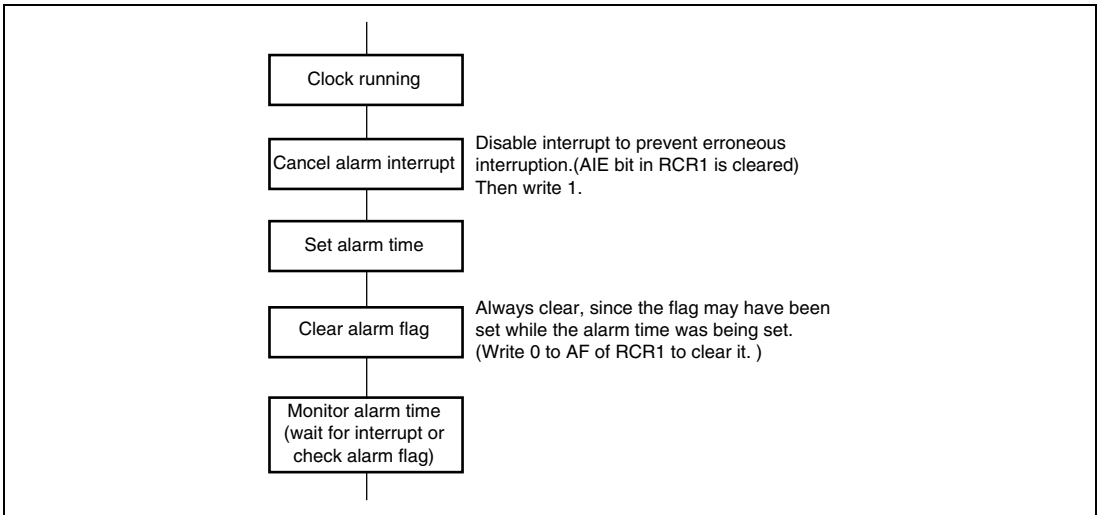 Clock running
Cancel alarm interrupt
Disable interrupt to prevent erroneous
interruption.(AIE bit in RCR1 is cleared)
Then write 1.
Set alarm time
Clear alarm flag
Always clear, since the flag may have been
set while the alarm time was being set.
(Write 0 to AF of RCR1 to clear it. )
Monitor alarm time
(wait for interrupt or
check alarm flag)